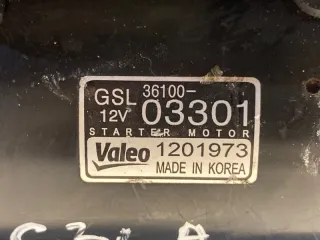 GSL 36100-
12V 03301
STARTER MOTOR
Valeo 1201973
MADE IN KOREA